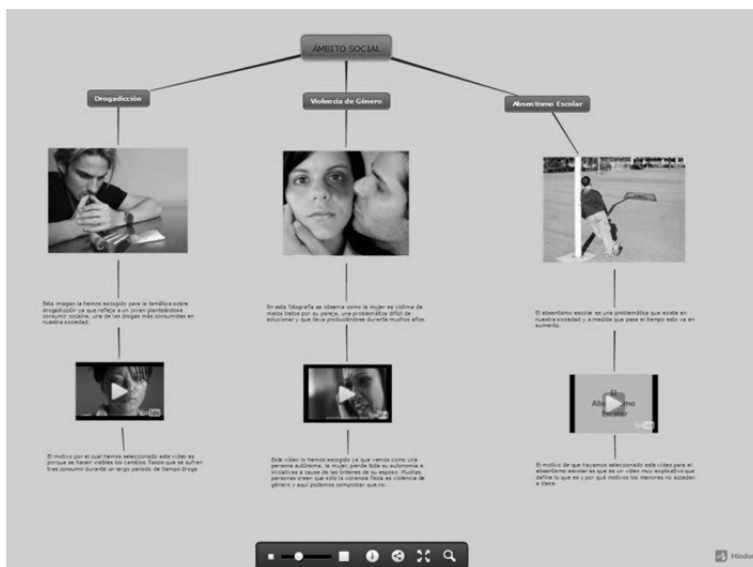 ÁMBITO SOCIAL
Drogadicción
Violencia de Género
Absentismo Escolar
Esta imagen la hemos escogido para la temática sobre
drogadicción ya que refleja a un joven planteándose
consumir cocaína, una de las drogas más consumidas en
nuestra sociedad.
En esta fotografía se observa como la mujer es víctima de
malos tratos por su pareja, una problemática difícil de
solucionar y que lleva produciéndose durante muchos años.
El absentismo escolar es una problemática que existe en
nuestra sociedad y a medida que pasa el tiempo esto va en
aumento.
El
Absentismo
Escolar
El motivo por el cual hemos seleccionado este video es
porque se hacen visibles los cambios físicos que se sufren
tras consumir durante un largo periodo de tiempo droga
Este video lo hemos escogido ya que vemos como una
persona autónoma, la mujer, pierde toda su autonomía e
iniciativas a causa de las órdenes de su esposo. Muchas
personas creen que solo la violencia física es violencia de
género y aquí podemos comprobar que no.
El motivo de que hayamos seleccionado este video para el
absentismo escolar es que es un video muy explicativo que
define lo que es y por qué motivos los menores no acceden
a clase.